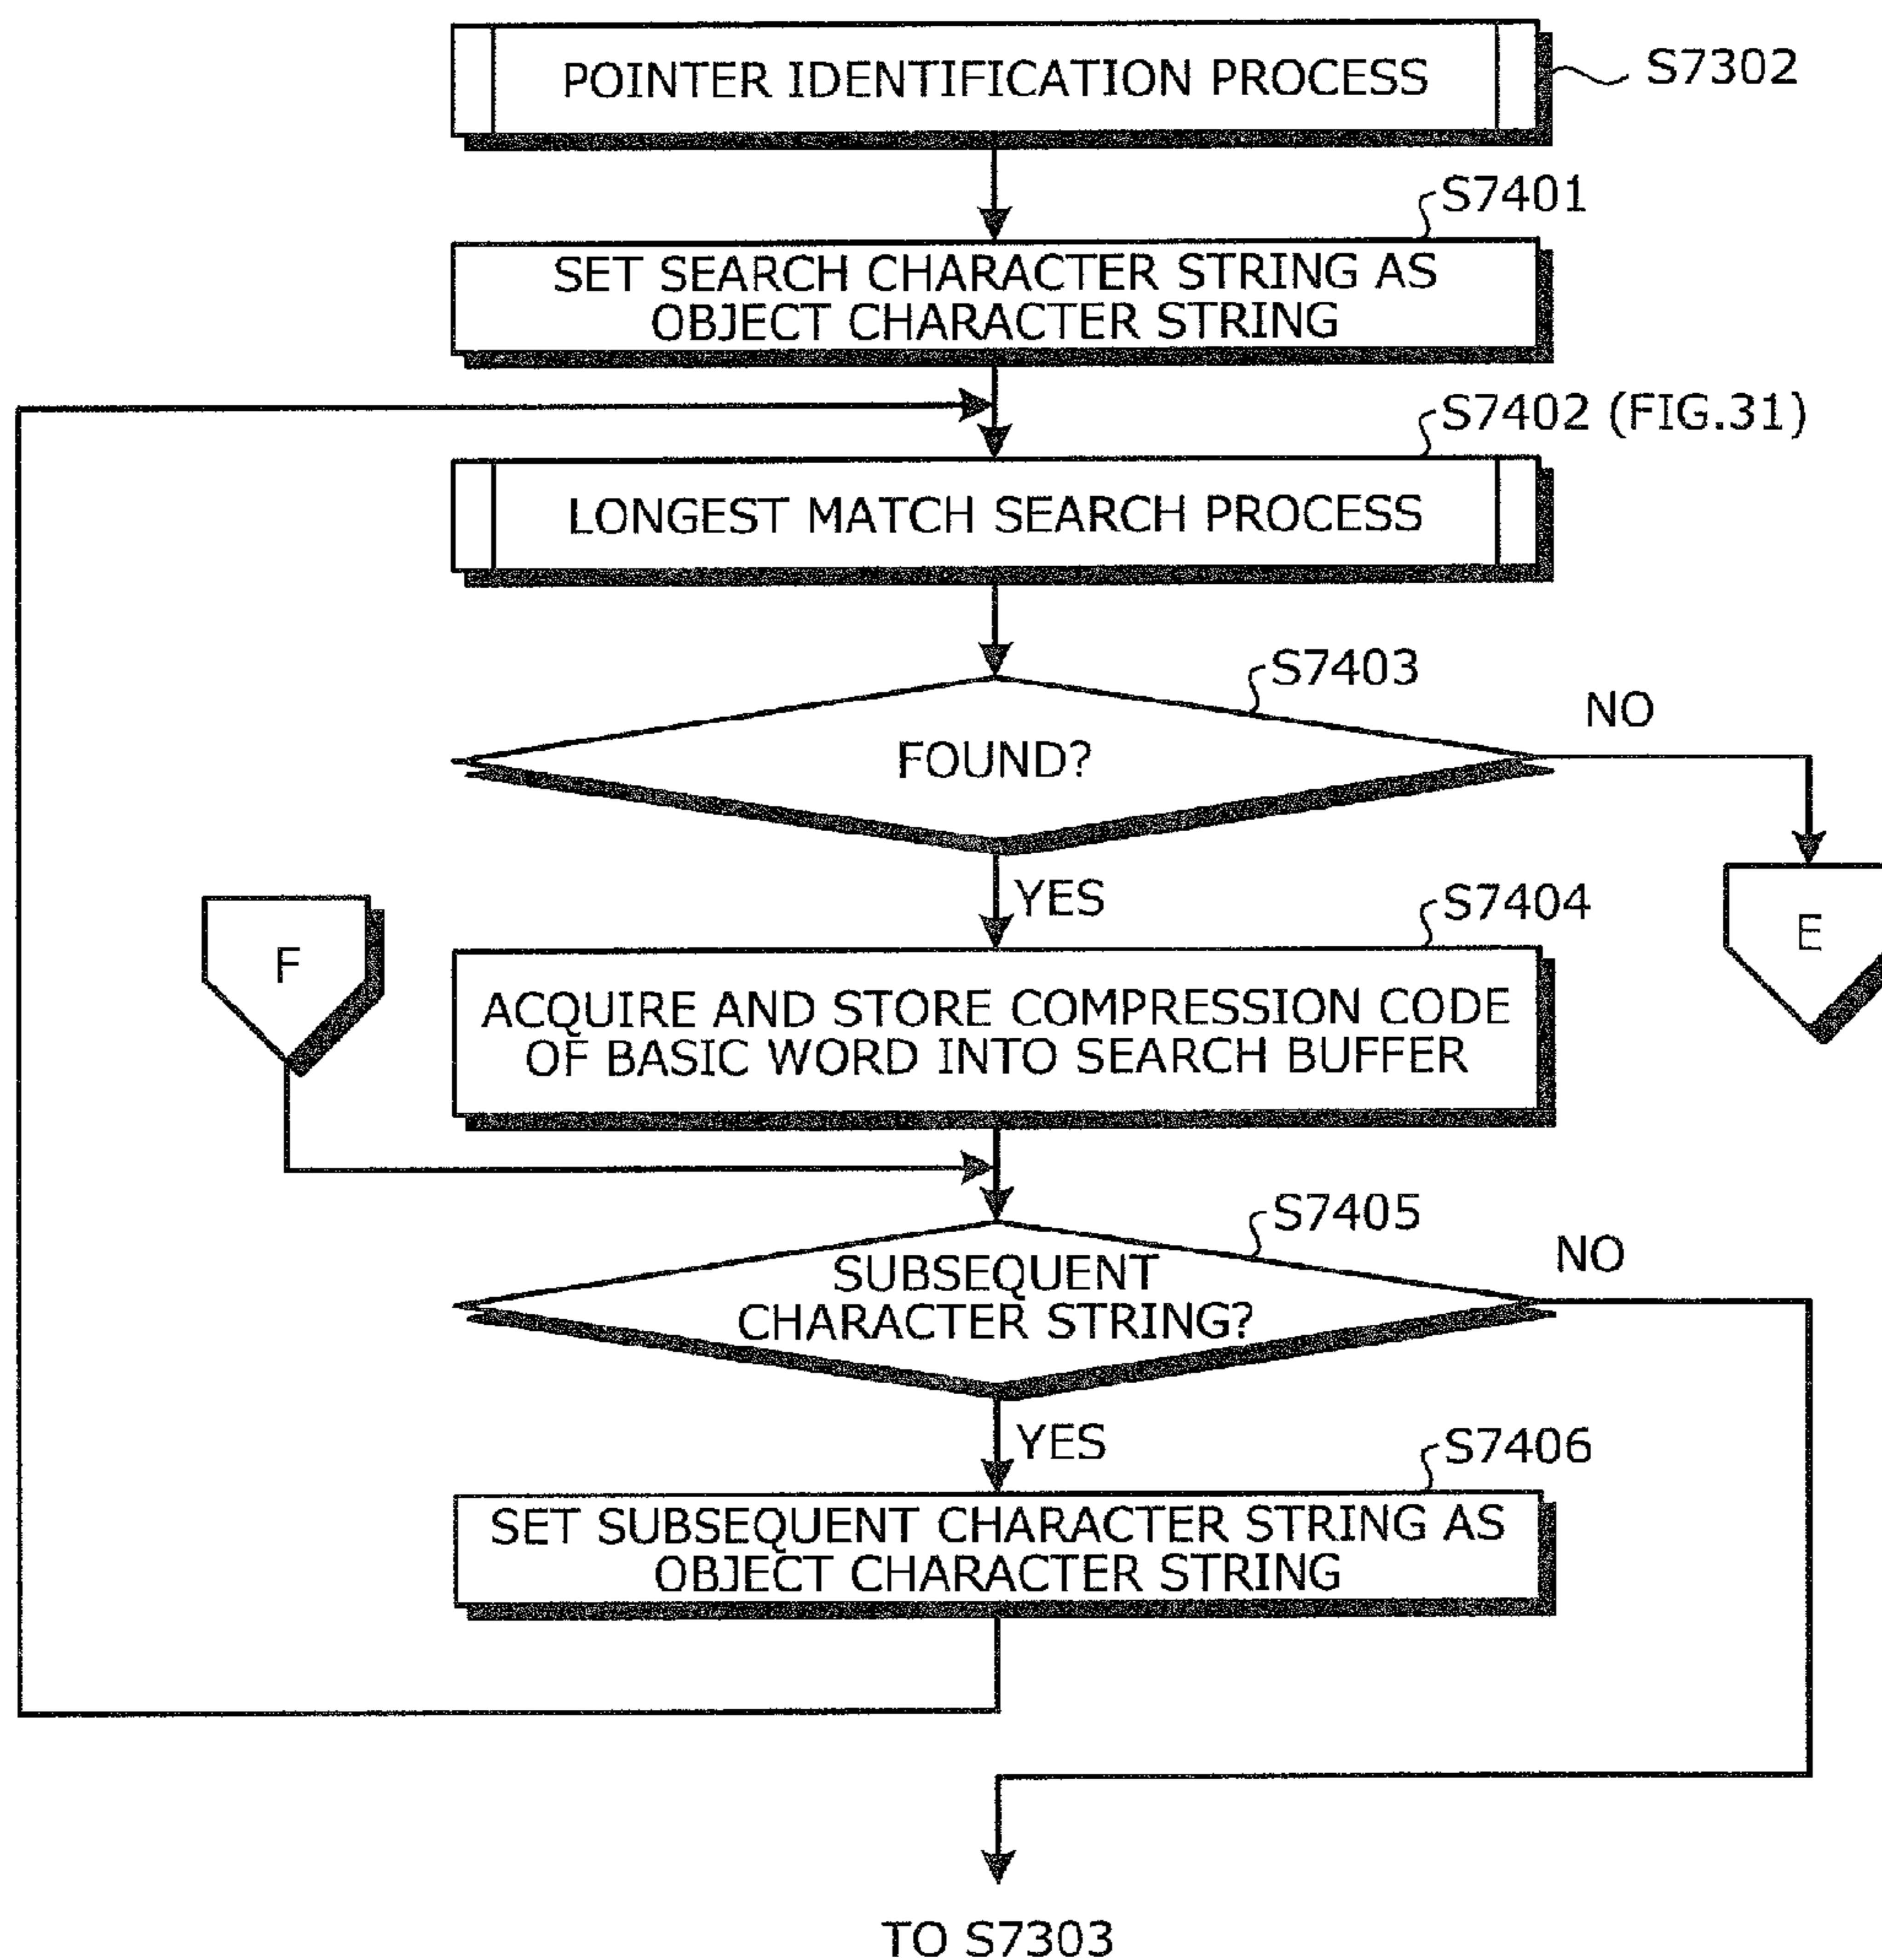 POINTER IDENTIFICATION PROCESS
S7302
S7401
SET SEARCH CHARACTER STRING AS
OBJECT CHARACTER STRING
S7402 (FIG.31)
LONGEST MATCH SEARCH PROCESS
S7403
NO
FOUND?
YES
S7404
F
E
ACQUIRE AND STORE COMPRESSION CODE
OF BASIC WORD INTO SEARCH BUFFER
S7405
NO
SUBSEQUENT
CHARACTER STRING?
YES
S7406
SET SUBSEQUENT CHARACTER STRING AS
OBJECT CHARACTER STRING
TO S7303